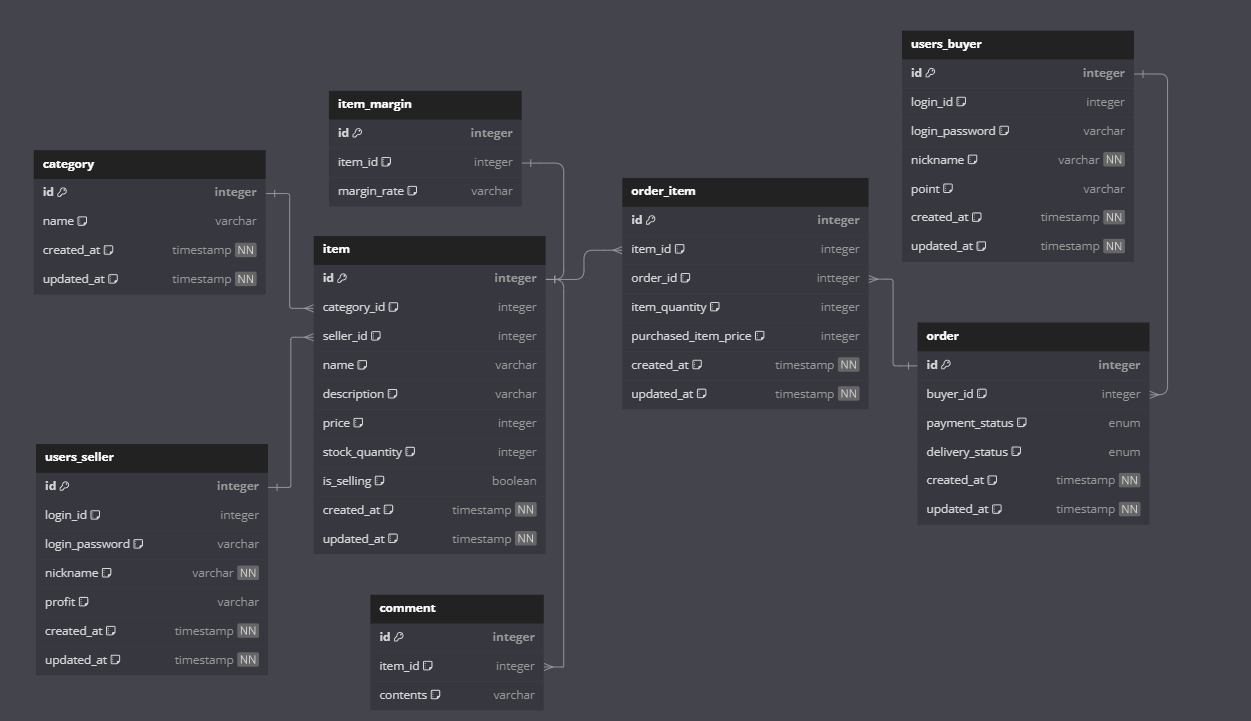 users_buyer
id integer
login_id integer
login_password varchar
nickname varchar NN
point varchar
created_at timestamp NN
updated_at timestamp NN
item_margin
id integer
item_id integer
margin_rate varchar
category
id integer
name varchar
created_at timestamp NN
updated_at timestamp NN
order_item
id integer
item_id integer
order_id intteger
item_quantity integer
purchased_item_price integer
created_at timestamp NN
updated_at timestamp NN
item
id integer
category_id integer
seller_id integer
name varchar
description varchar
price integer
stock_quantity integer
is_selling boolean
created_at timestamp NN
updated_at timestamp NN
order
id integer
buyer_id integer
payment_status enum
delivery_status enum
created_at timestamp NN
updated_at timestamp NN
users_seller
id integer
login_id integer
login_password varchar
nickname varchar NN
profit varchar
created_at timestamp NN
updated_at timestamp NN
comment
id integer
item_id integer
contents varchar